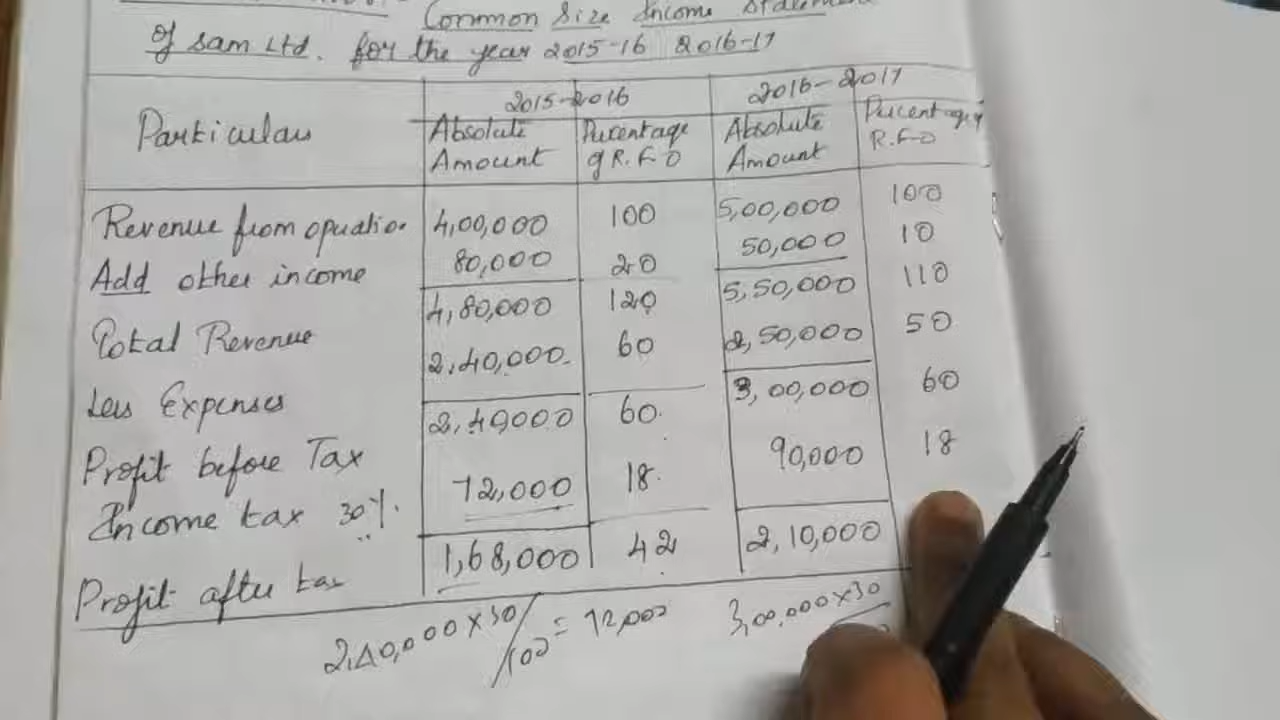 Common Size Income Statement
of Sam Ltd. for the year 2015-16 2016-17
Particulars 2015-2016 2016-2017
Absolute Amount Percentage of R.F.O Absolute Amount Percentage of R.F.O
Revenue from operation 4,00,000 100 5,00,000 100
Add other income 80,000 20 50,000 10
Total Revenue 4,80,000 120 5,50,000 110
Less Expenses 2,40,000 60 2,50,000 50
Profit before Tax 2,40000 60 3,00,000 60
Income tax 30%. 72,000 18 90,000 18
Profit after tax 1,68,000 42 2,10,000
2,40,000 x 30/100 = 72,000 3,00,000 x 30